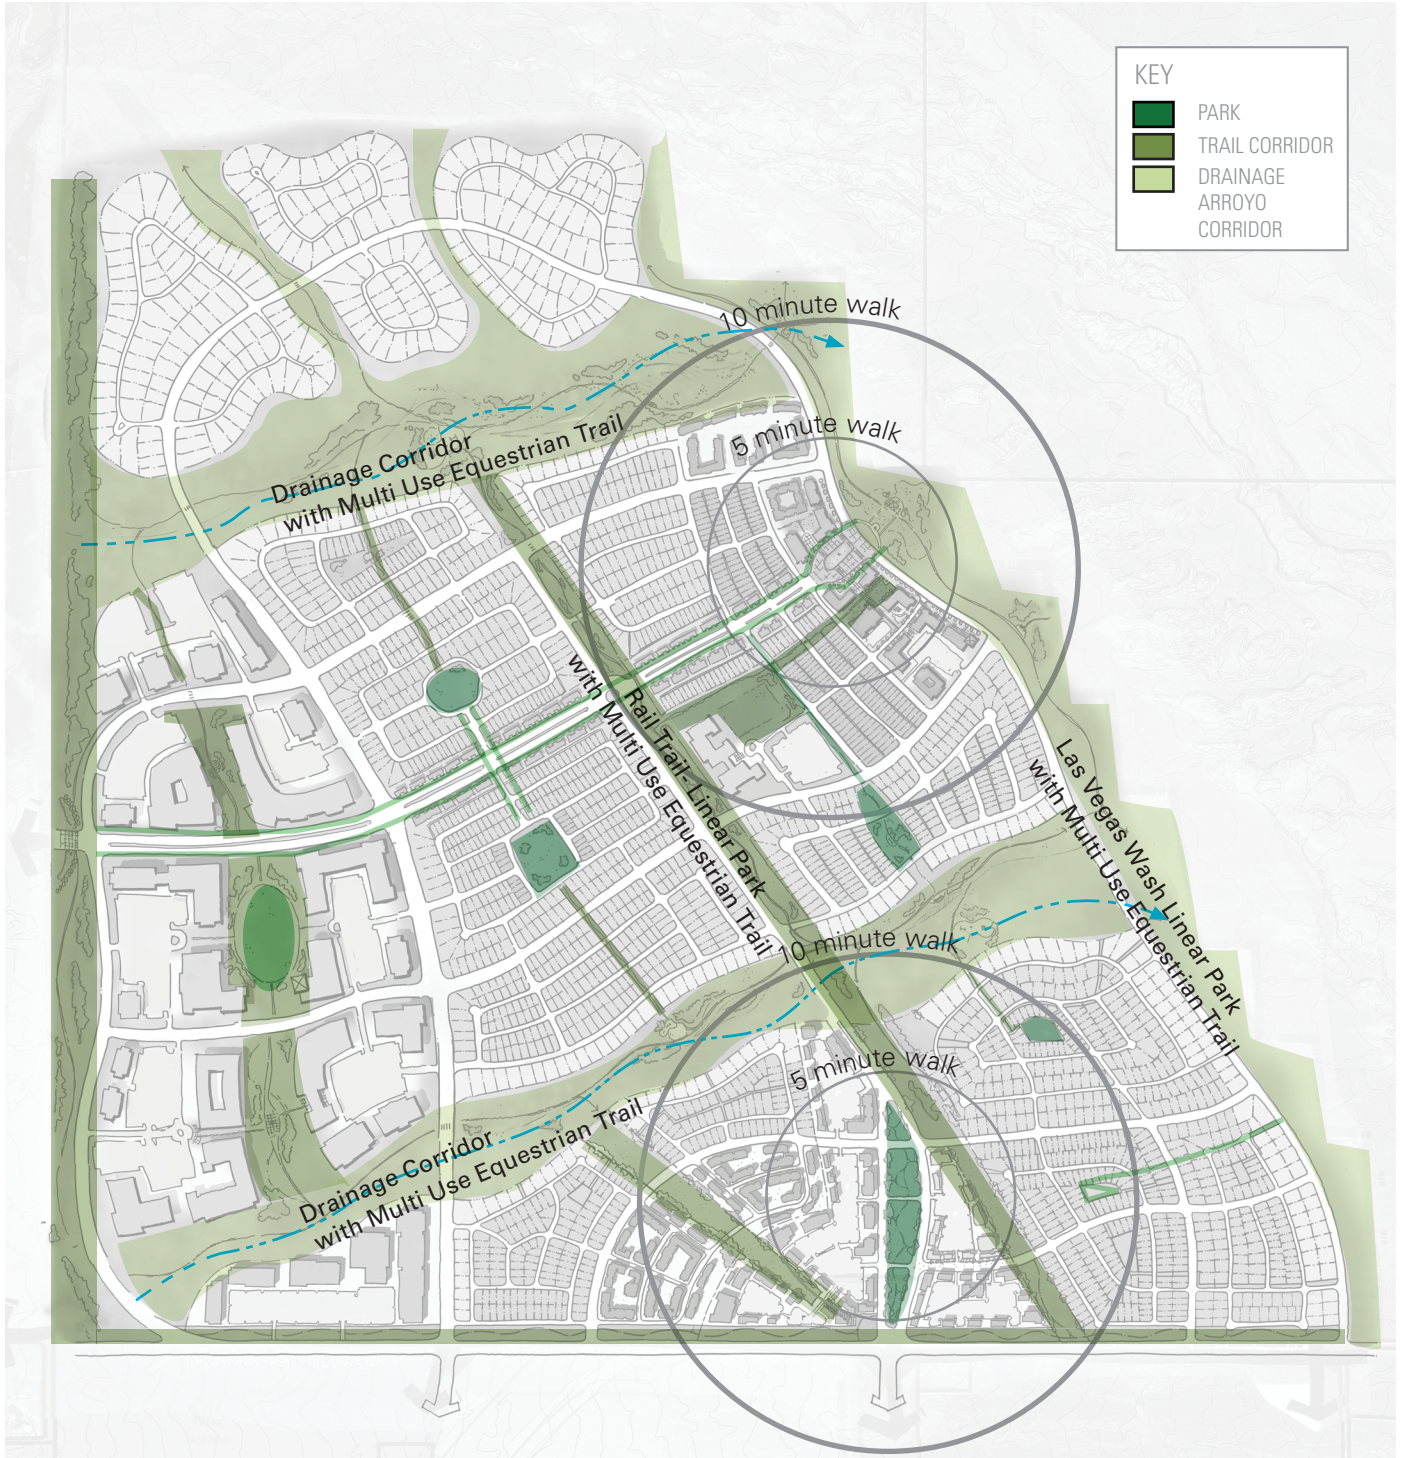 KEY
PARK
TRAIL CORRIDOR
DRAINAGE
ARROYO
CORRIDOR
10 minute walk
5 minute walk
Drainage Corridor
with Multi Use Equestrian Trail
Rail Trail- Linear Park
with Multi Use Equestrian Trail
Las Vegas Wash Linear Park
with Multi Use Equestrian Trail
10 minute walk
5 minute walk
Drainage Corridor
with Multi Use Equestrian Trail